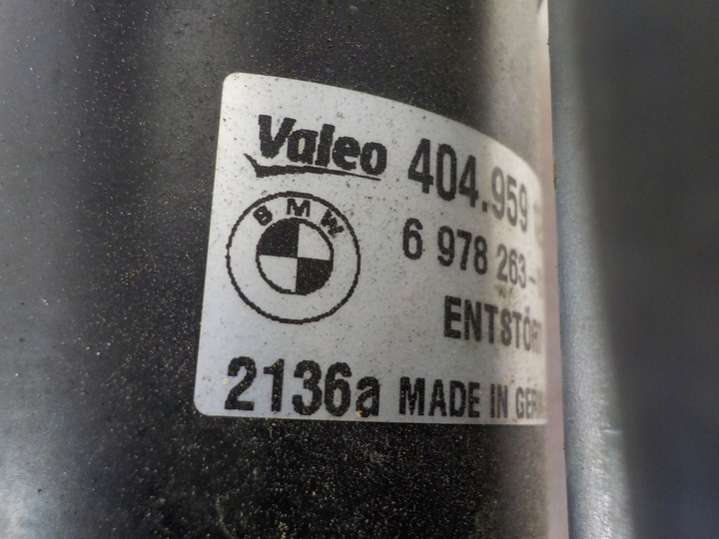 Valeo 404.959
BMW
6 978 263-
ENTSTÖRT
2136a MADE IN GER